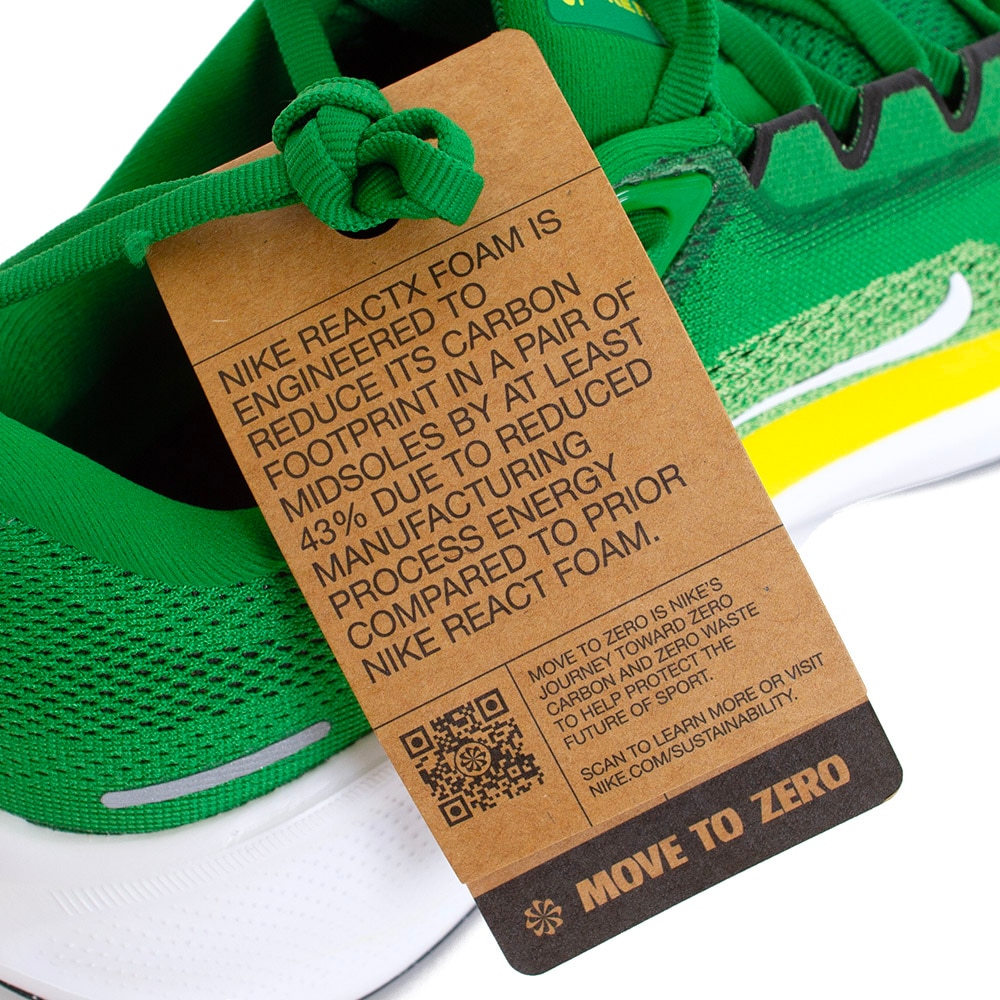 NIKE REACTX FOAM IS
ENGINEERED TO
REDUCE ITS CARBON
FOOTPRINT IN A PAIR OF
MIDSOLES BY AT LEAST
43% DUE TO REDUCED
MANUFACTURING
PROCESS ENERGY
COMPARED TO PRIOR
NIKE REACT FOAM.
MOVE TO ZERO IS NIKE'S
JOURNEY TOWARD ZERO
CARBON AND ZERO WASTE
TO HELP PROTECT THE
FUTURE OF SPORT.
SCAN TO LEARN MORE OR VISIT
NIKE.COM/SUSTAINABILITY.
MOVE TO ZERO